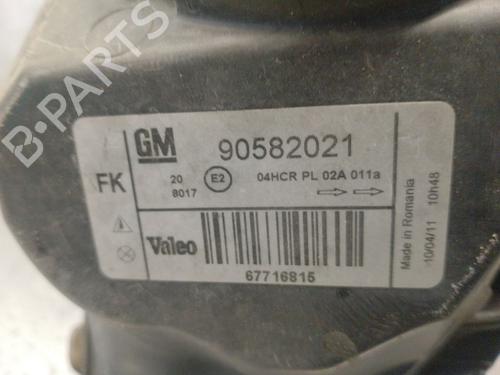 B-PARTS
GM 90582021
FK 20 8017 E2 04HCR PL 02A 011a
Valeo
67716815
Made in Romania
10/04/11 10h48